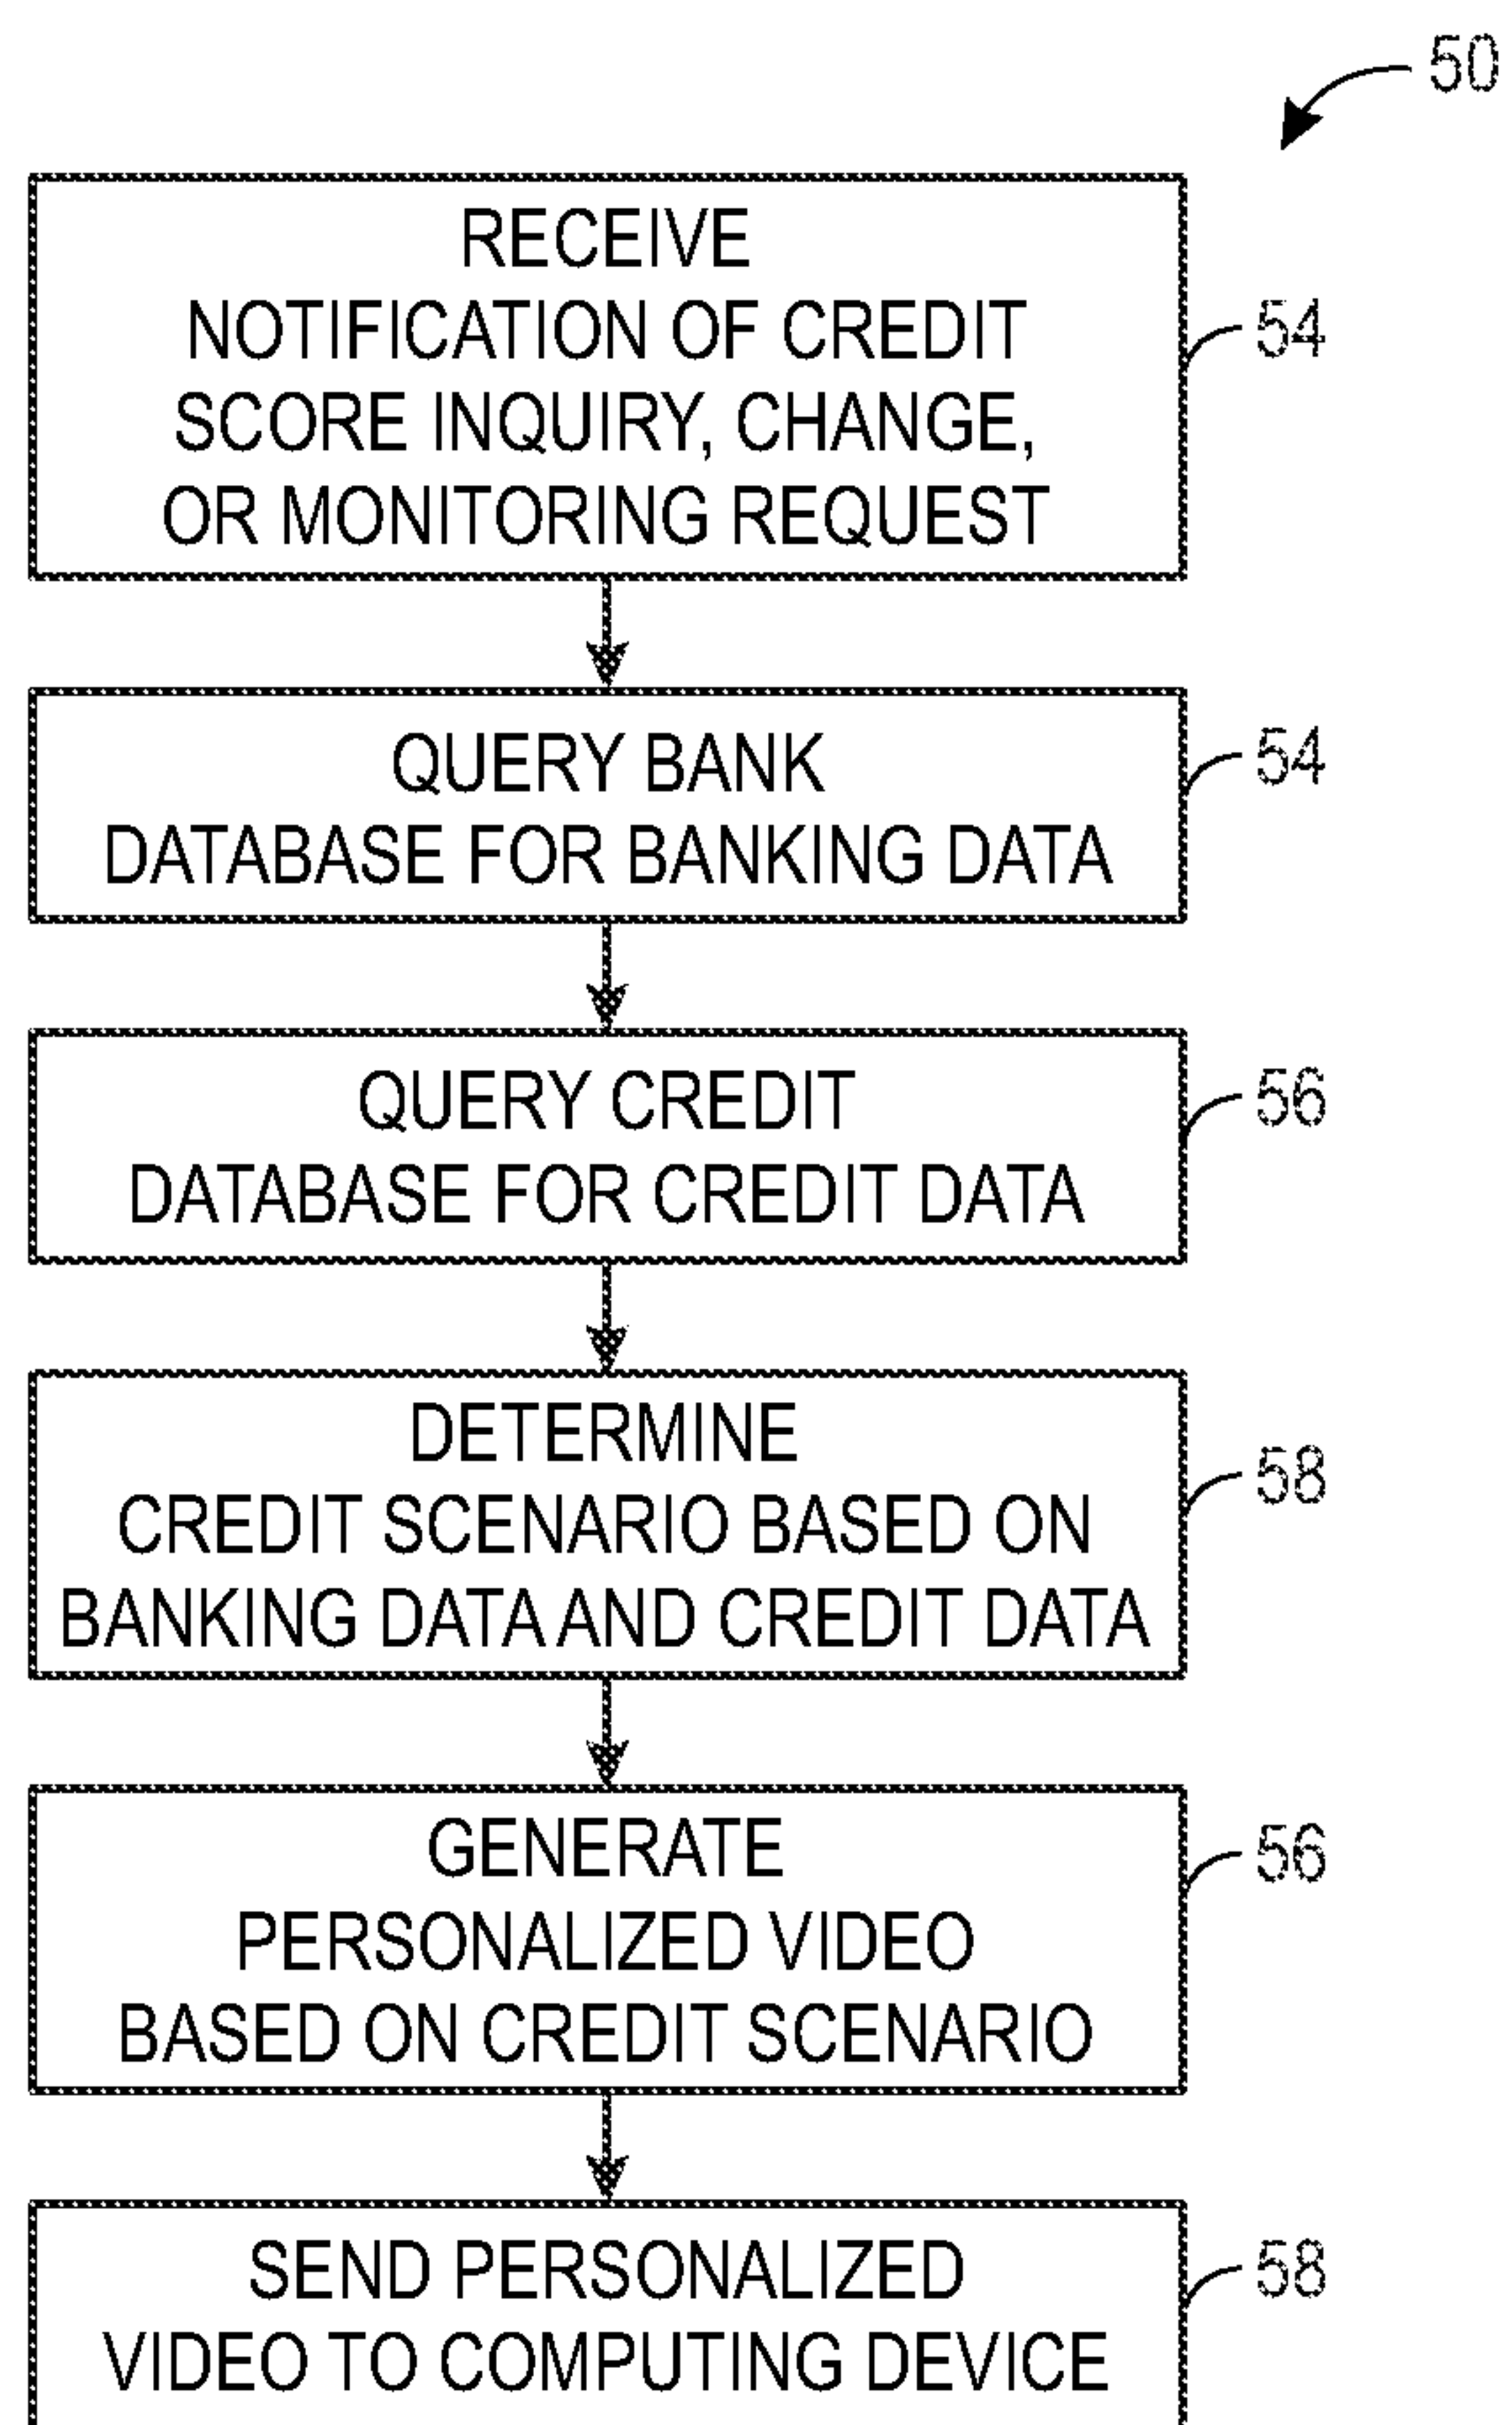 50
RECEIVE
NOTIFICATION OF CREDIT
SCORE INQUIRY, CHANGE,
OR MONITORING REQUEST
54
QUERY BANK
DATABASE FOR BANKING DATA
54
QUERY CREDIT
DATABASE FOR CREDIT DATA
56
DETERMINE
CREDIT SCENARIO BASED ON
BANKING DATA AND CREDIT DATA
58
GENERATE
PERSONALIZED VIDEO
BASED ON CREDIT SCENARIO
56
SEND PERSONALIZED
VIDEO TO COMPUTING DEVICE
58